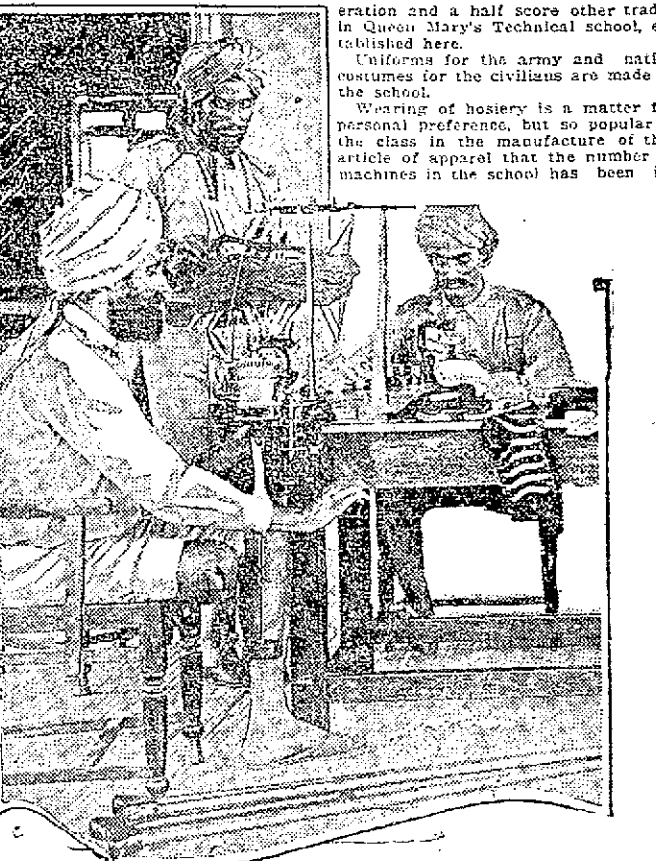 eration and a half score other trad
in Queen Mary's Technical school, e
tablished here.
Uniforms for the army and nati
costumes for the civilians are made
the school.
Wearing of hosiery is a matter f
personal preference, but so popular
the class in the manufacture of th
article of apparel that the number
machines in the school has been i